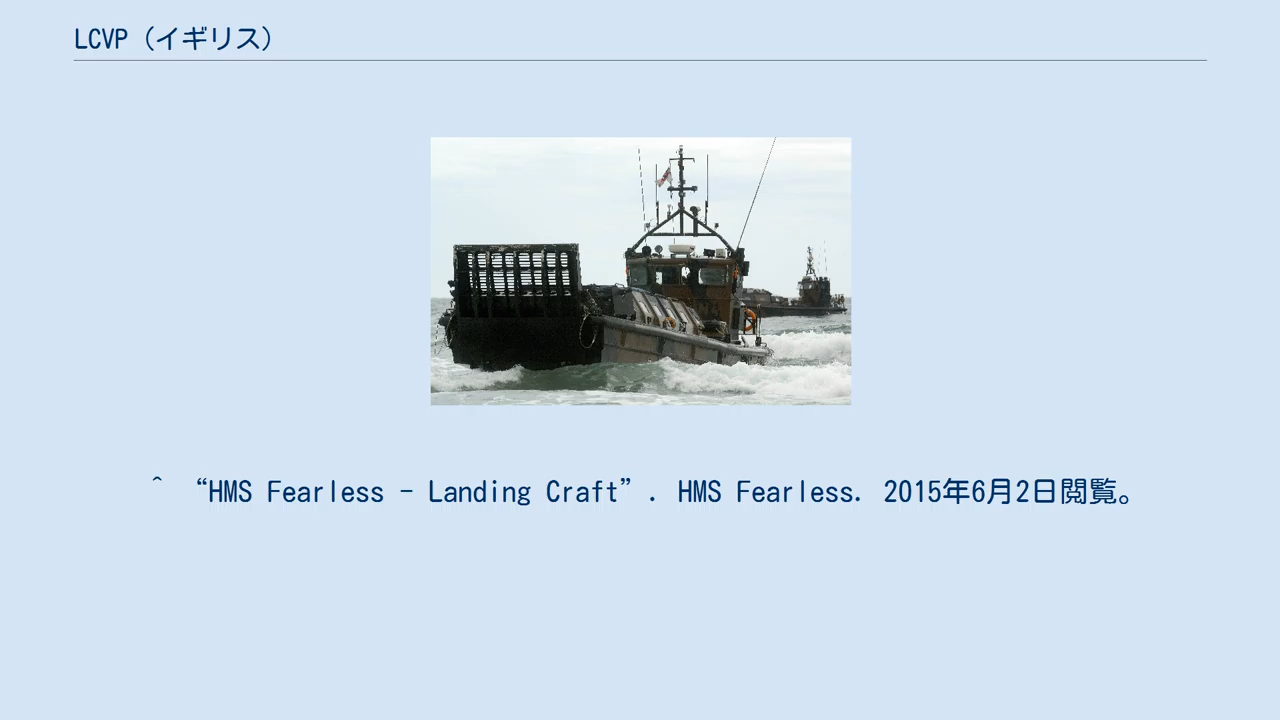 LCVP（イギリス）
^ “HMS Fearless – Landing Craft”. HMS Fearless. 2015年6月2日閲覧。